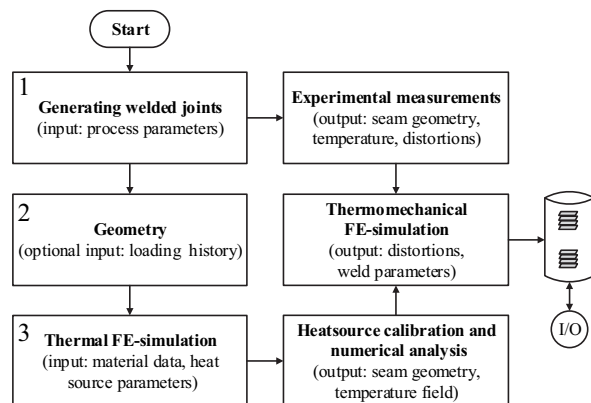 Start
1
Generating welded joints
(input: process parameters)
Experimental measurements
(output: seam geometry,
temperature, distortions)
2
Geometry
(optional input: loading history)
Thermomechanical
FE-simulation
(output: distortions,
weld parameters)
3
Thermal FE-simulation
(input: material data, heat
source parameters)
Heatsource calibration and
numerical analysis
(output: seam geometry,
temperature field)
I/O